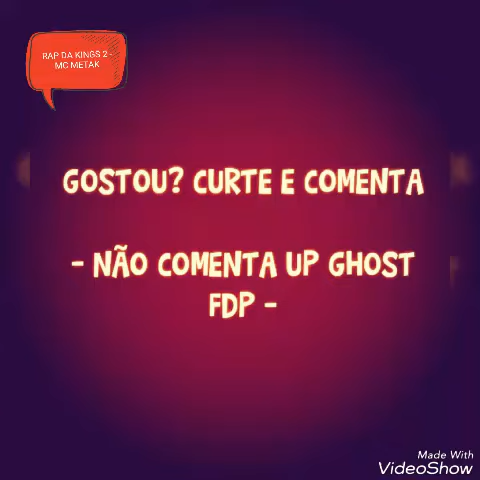 RAP DA KINGS 2 -
MC METAK
GOSTOU? CURTE E COMENTA
- NÃO COMENTA UP GHOST
FDP -
Made With
VideoShow